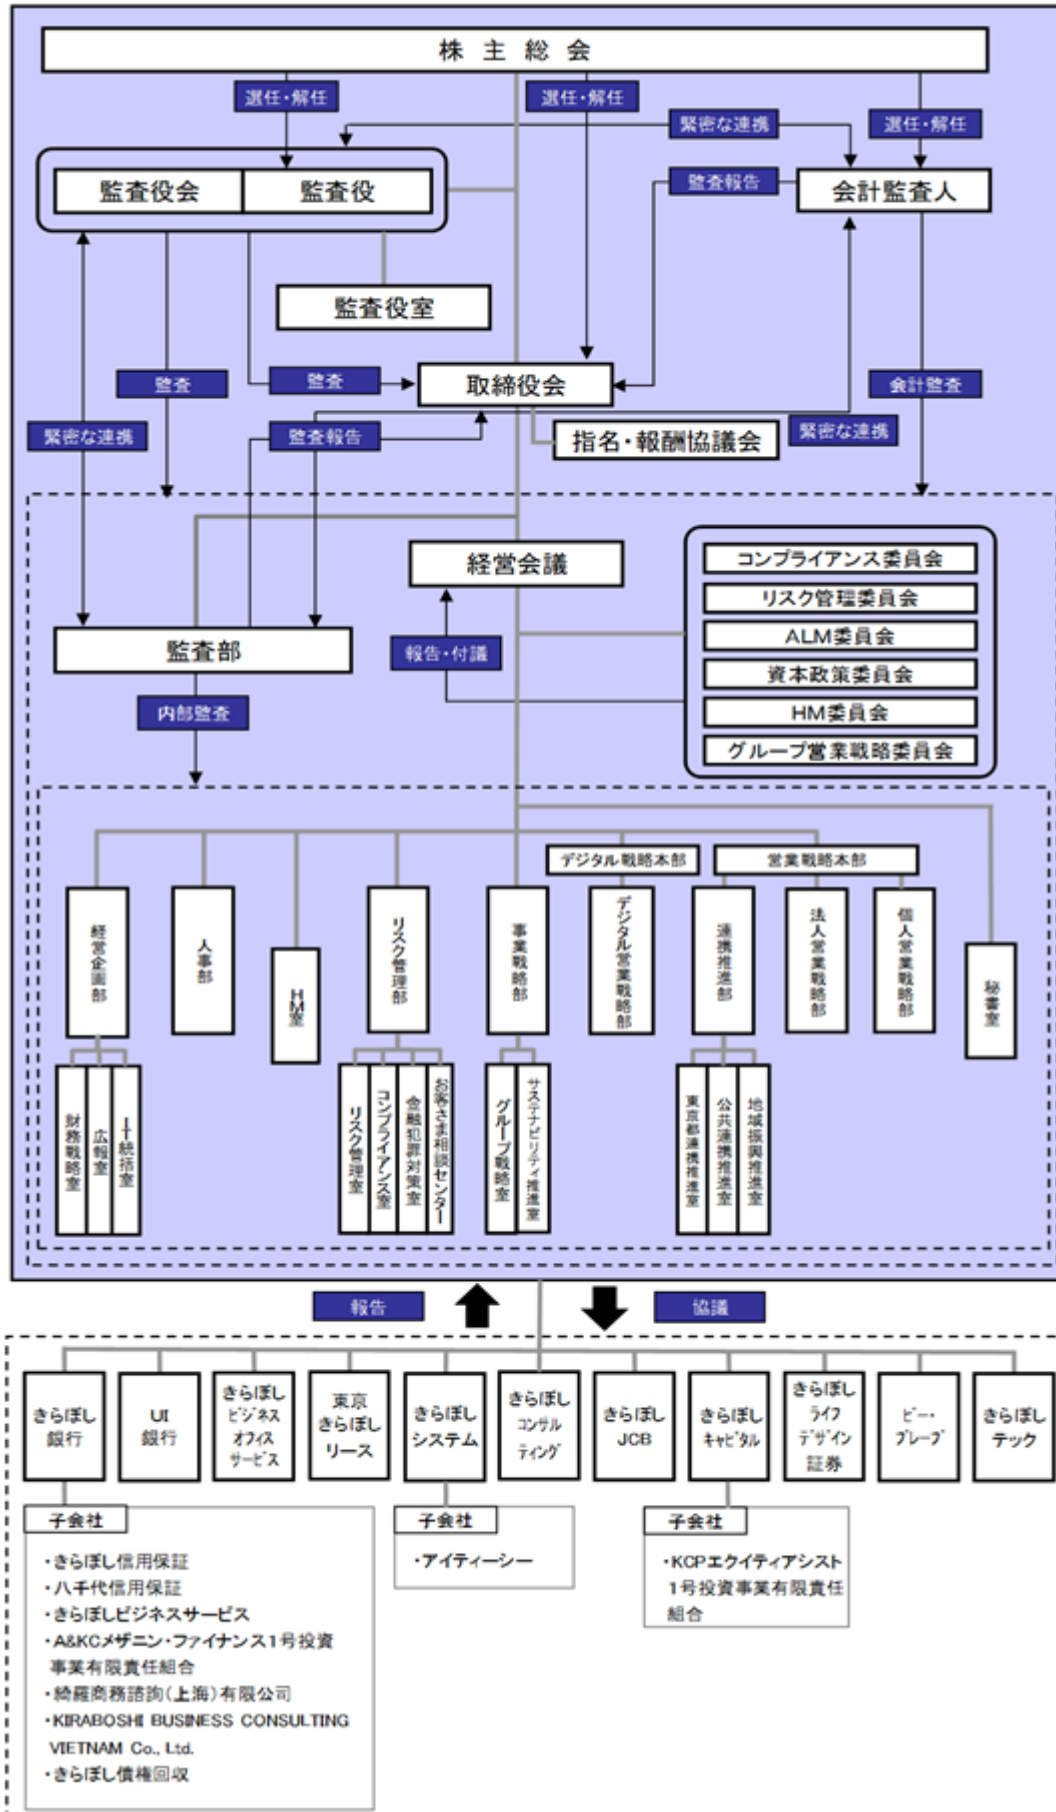 株主総会
選任・解任
選任・解任
緊密な連携
選任・解任
監査役会
監査役
監査報告
会計監査人
監査役室
監査
監査
取締役会
会計監査
緊密な連携
監査報告
指名・報酬協議会
緊密な連携
経営会議
コンプライアンス委員会
リスク管理委員会
ALM委員会
資本政策委員会
HM委員会
グループ営業戦略委員会
監査部
報告・付議
内部監査
デジタル戦略本部
営業戦略本部
経営企画部
人事部
HM室
リスク管理部
事業戦略部
デジタル営業戦略部
連携推進部
法人営業戦略部
個人営業戦略部
秘書室
財務戦略室
広報室
IT統括室
リスク管理室
コンプライアンス室
金融犯罪対策室
お客さま相談センター
グループ戦略室
サステナビリティ推進室
東京都連携推進室
公共連携推進室
地域振興推進室
報告
協議
きらぼし
銀行
UI
銀行
きらぼし
ビジネス
オフィス
サービス
東京
きらぼし
リース
きらぼし
システム
きらぼし
コンサル
ティング
きらぼし
JCB
きらぼし
キャピタル
きらぼし
ライフ
デザイン
証券
ビー・
ブレーブ
きらぼし
テック
子会社
・きらぼし信用保証
・八千代信用保証
・きらぼしビジネスサービス
・A&KCメザニン・ファイナンス1号投資
事業有限責任組合
・綺羅商務諮詢(上海)有限公司
・KIRABOSHI BUSINESS CONSULTING
VIETNAM Co., Ltd.
・きらぼし債権回収
子会社
・アイティーシー
子会社
・KCPエクイティアシスト
1号投資事業有限責任
組合